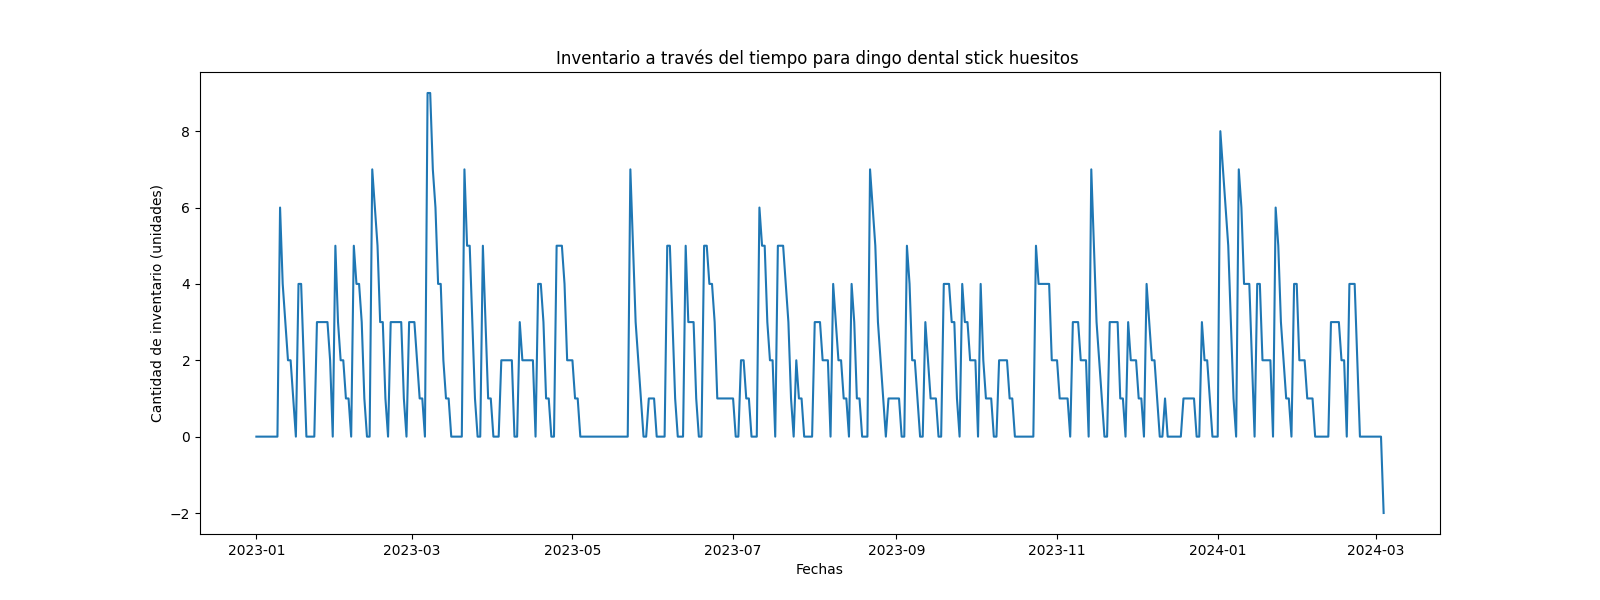 Inventario a través del tiempo para dingo dental stick huesitos
Cantidad de inventario (unidades)
8
6
4
2
0
−2
2023-01 2023-03 2023-05 2023-07 2023-09 2023-11 2024-01 2024-03
Fechas